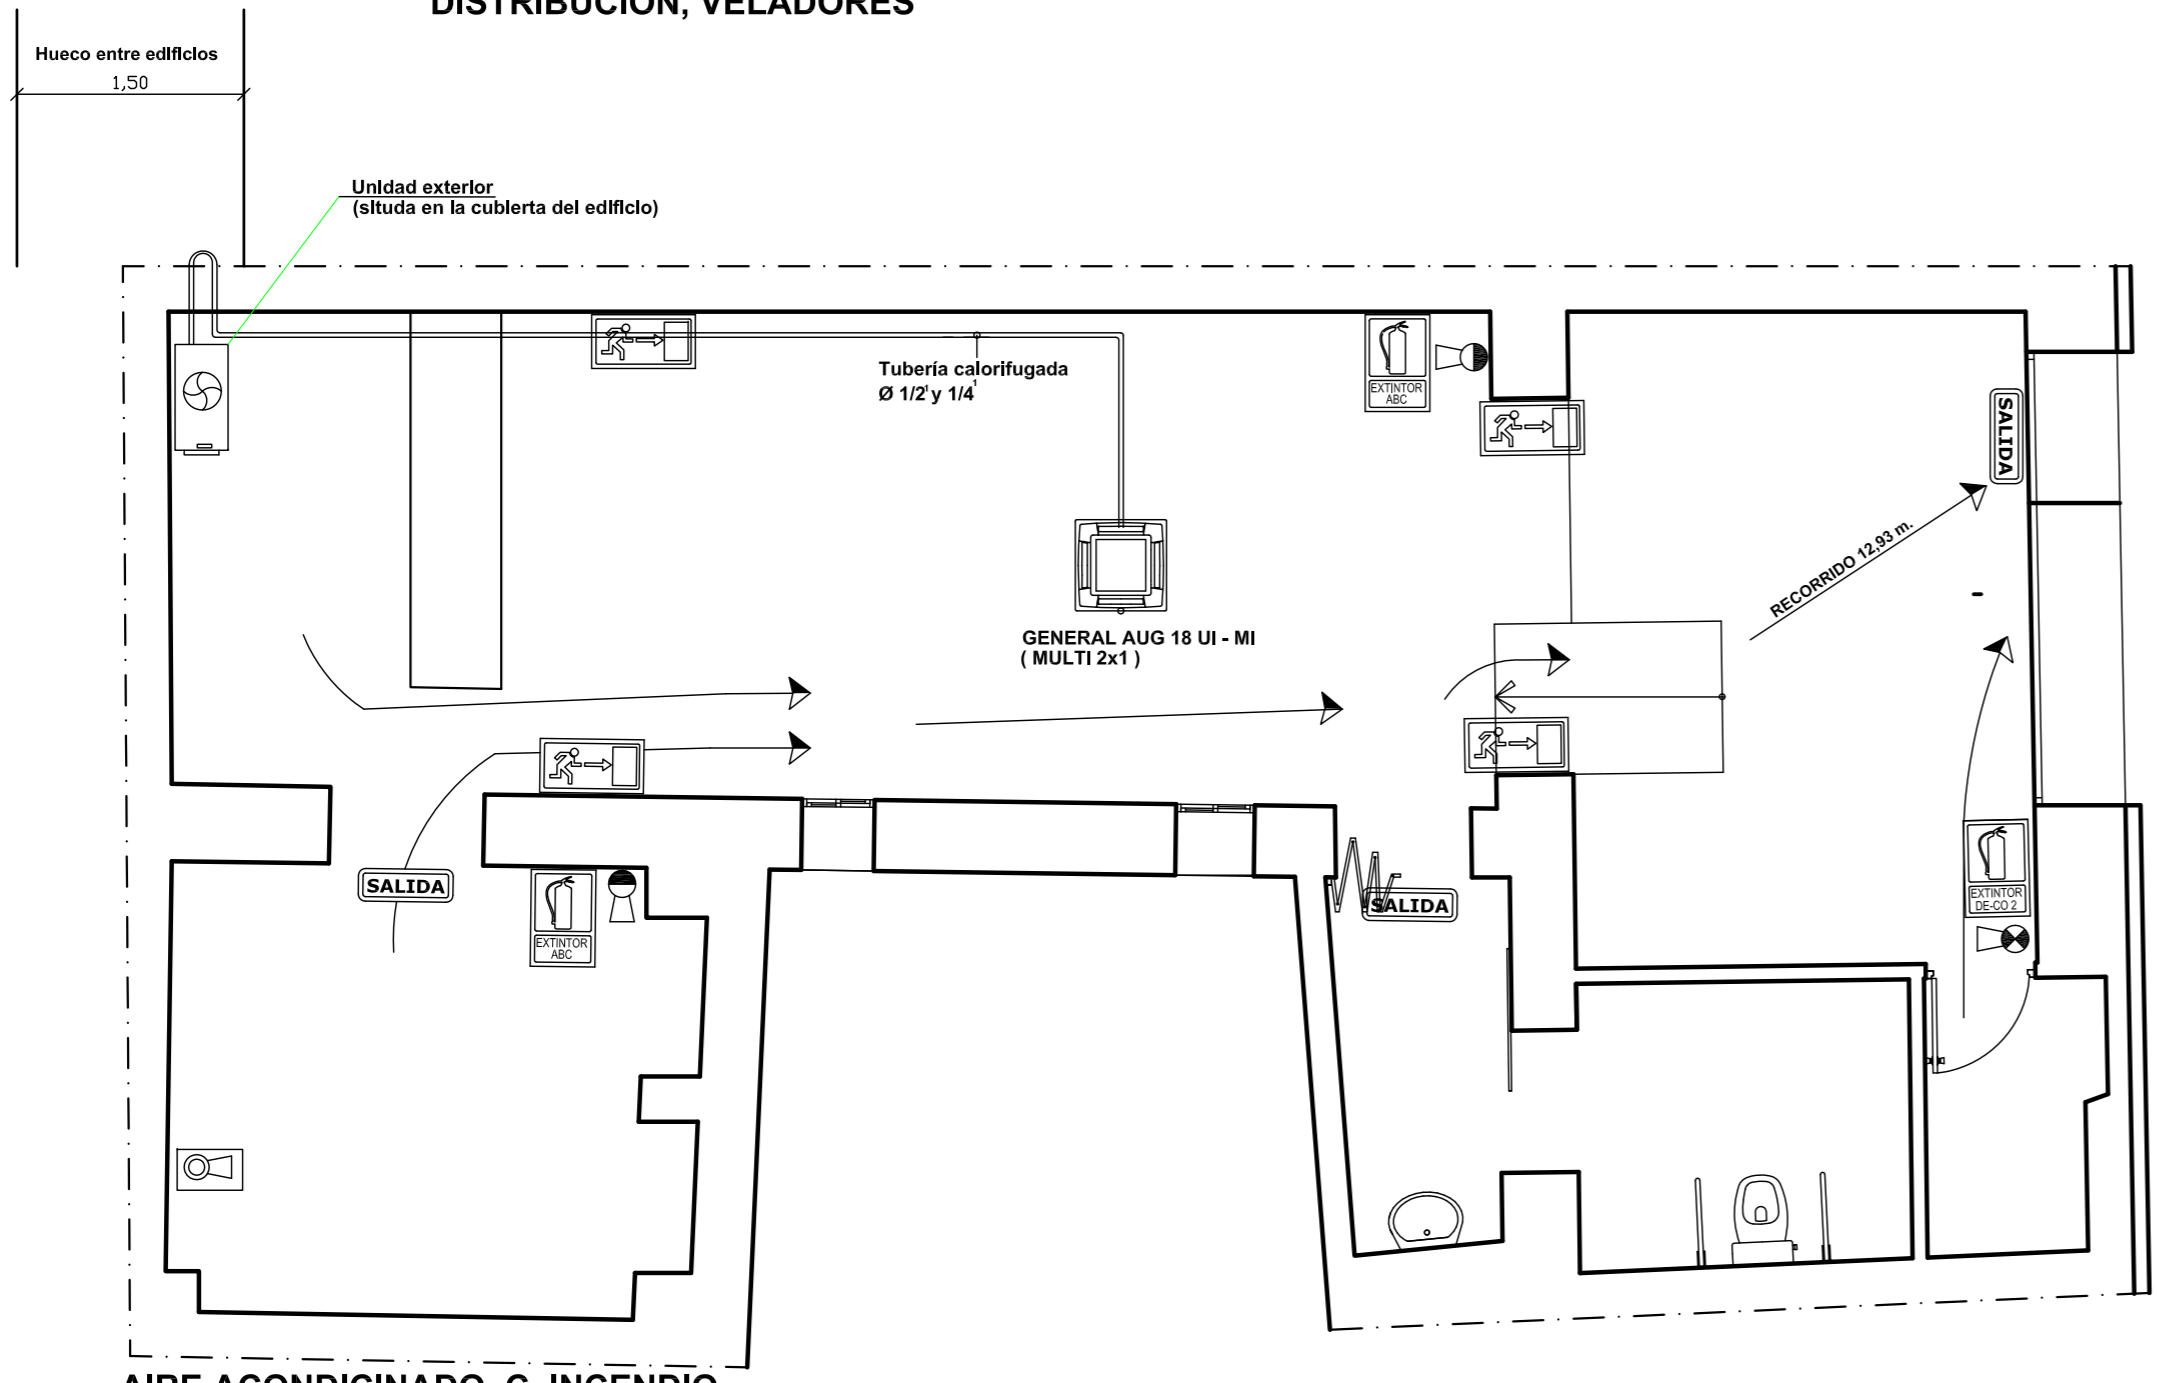 DISTRIBUCION, VELADORES
Hueco entre edificios
1,50
Unidad exterior
(situda en la cubierta del edificio)
Tubería calorifugada
Ø 1/2' y 1/4'
EXTINTOR
ABC
SALIDA
RECORRIDO 12,93 m.
GENERAL AUG 18 UI - MI
( MULTI 2x1 )
SALIDA
EXTINTOR
ABC
SALIDA
EXTINTOR
DE-CO 2
AIRE ACONDICINADO, C. INCENDIO